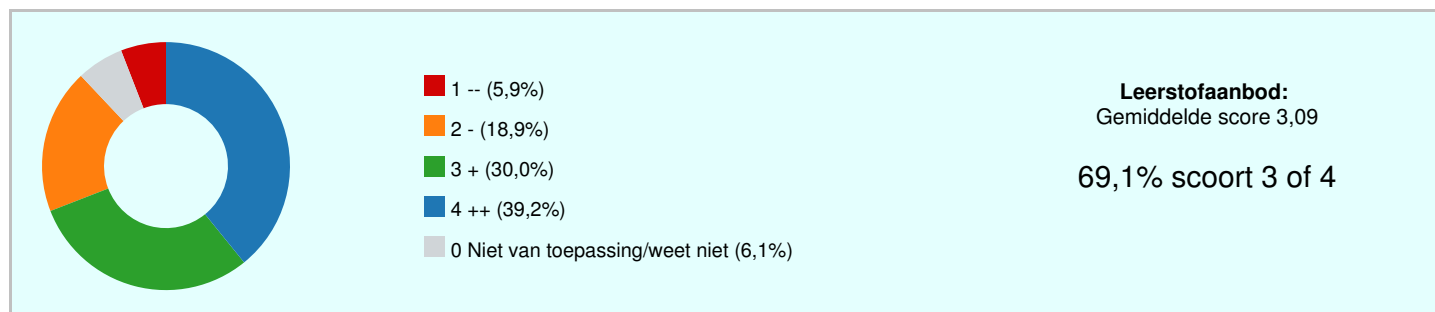 1 -- (5,9%)
2 - (18,9%)
3 + (30,0%)
4 ++ (39,2%)
0 Niet van toepassing/weet niet (6,1%)
Leerstofaanbod:
Gemiddelde score 3,09
69,1% scoort 3 of 4